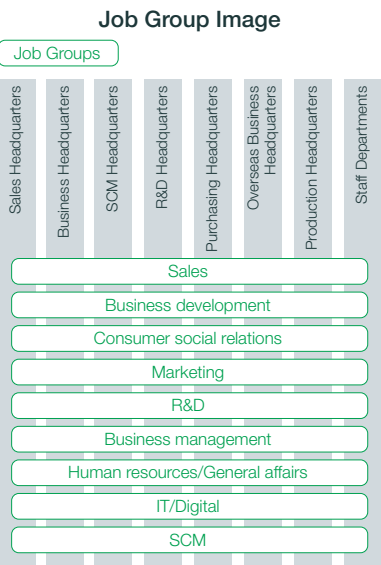 Job Group Image
Job Groups
Sales Headquarters
Business Headquarters
SCM Headquarters
R&D Headquarters
Purchasing Headquarters
Overseas Business
Headquarters
Production Headquarters
Staff Departments
Sales
Business development
Consumer social relations
Marketing
R&D
Business management
Human resources/General affairs
IT/Digital
SCM